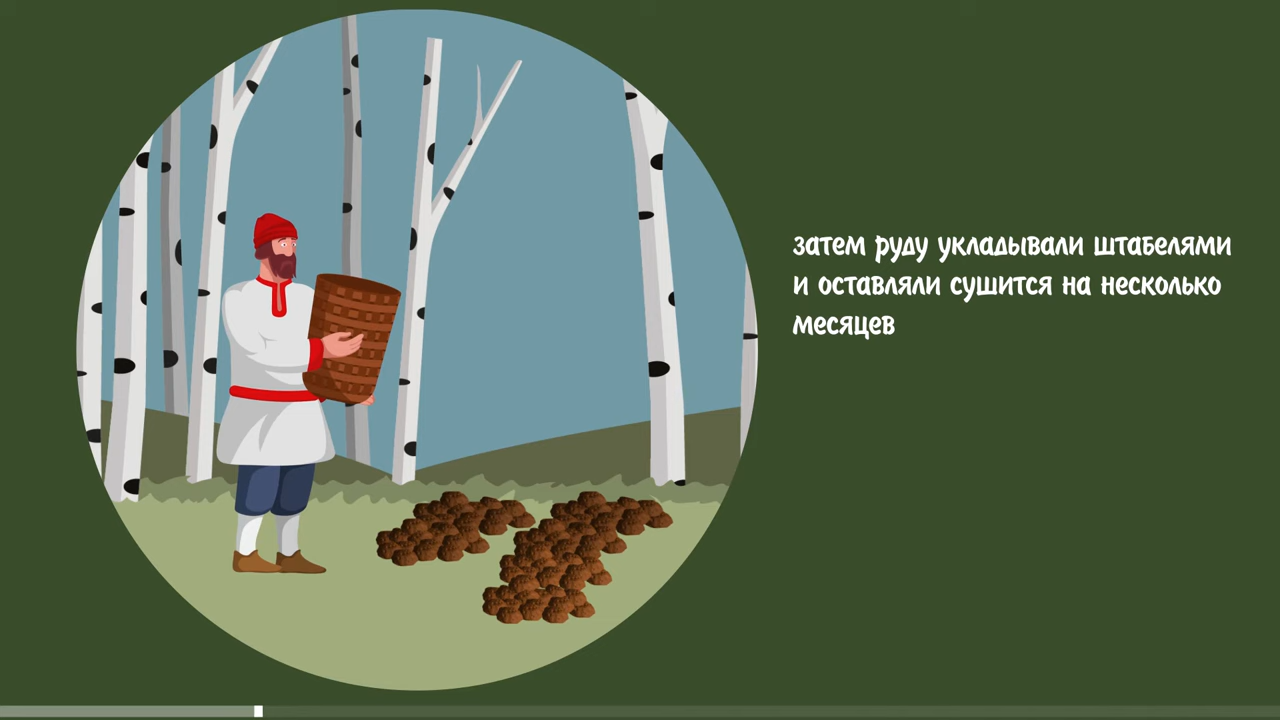 затем руду укладывали штабелями
и оставляли сушится на несколько
месяцев